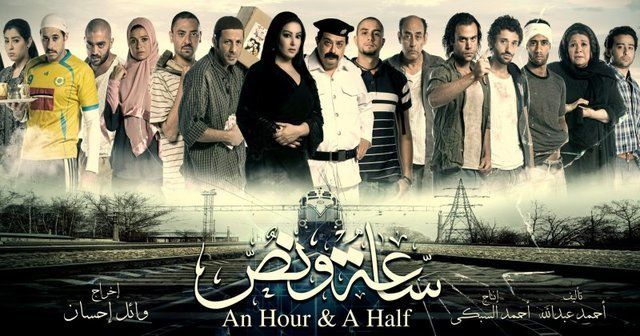 ساعة ونص
An Hour & A Half
تأليف
أحمد عبدالله
إنتاج
أحمد السبكي
إخراج
وائل إحسان